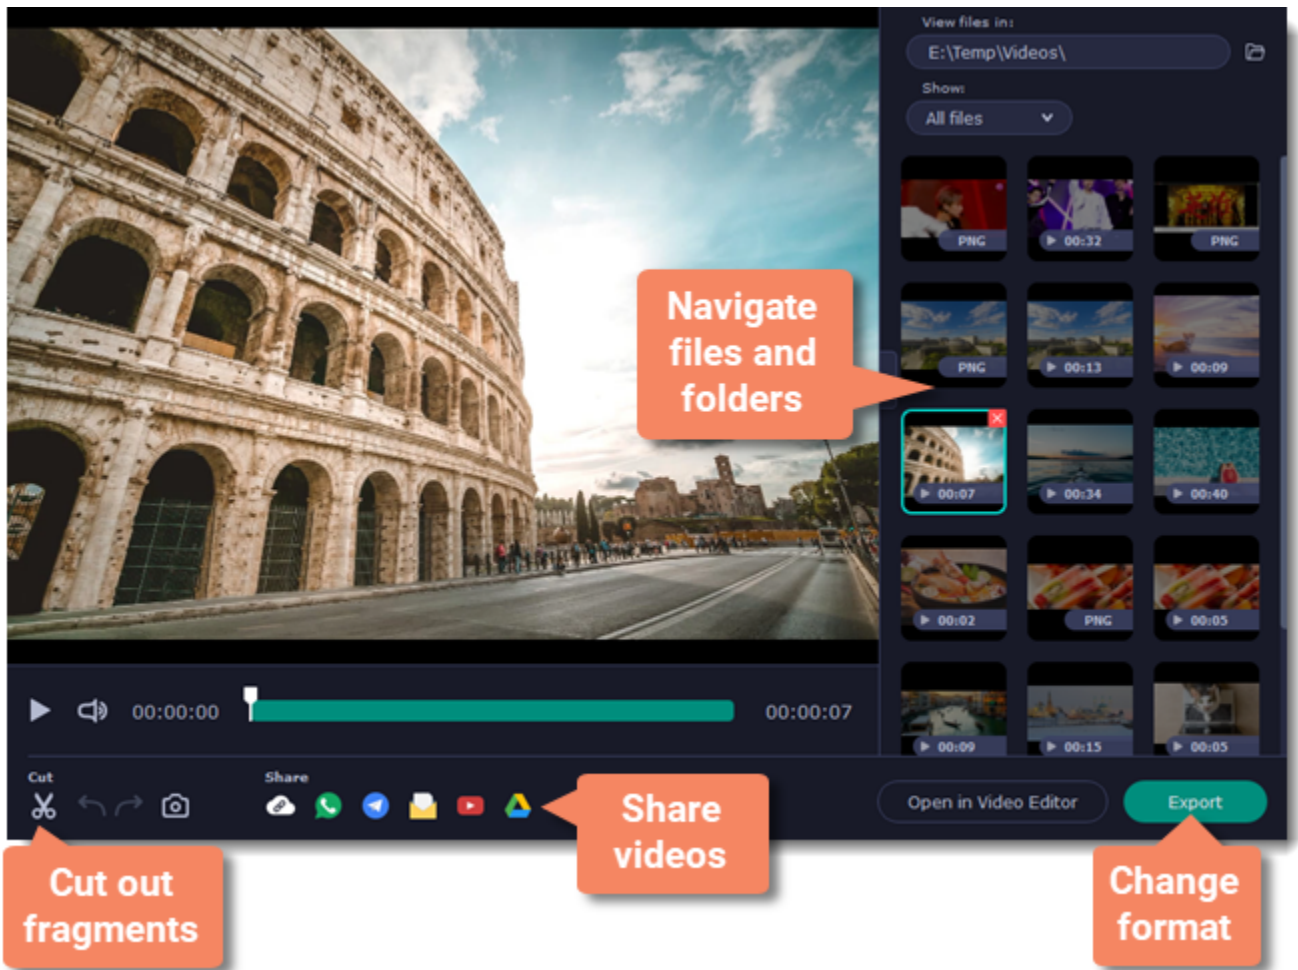 View files in:
E:\Temp\Videos\
Show:
All files
PNG
00:32
PNG
Navigate
files and
folders
PNG
00:13
00:09
00:07
00:34
00:40
00:02
PNG
00:05
00:09
00:15
00:05
00:00:00
00:00:07
Cut
Share
Open in Video Editor
Export
Share
videos
Cut out
fragments
Change
format